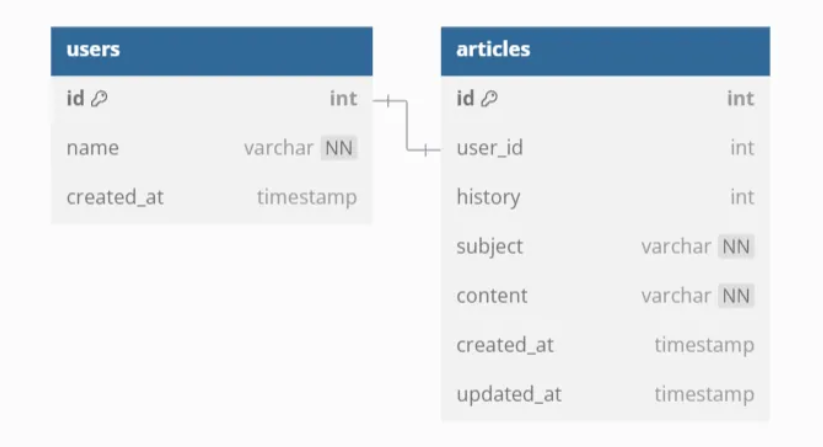 users
id int
name varchar NN
created_at timestamp
articles
id int
user_id int
history int
subject varchar NN
content varchar NN
created_at timestamp
updated_at timestamp